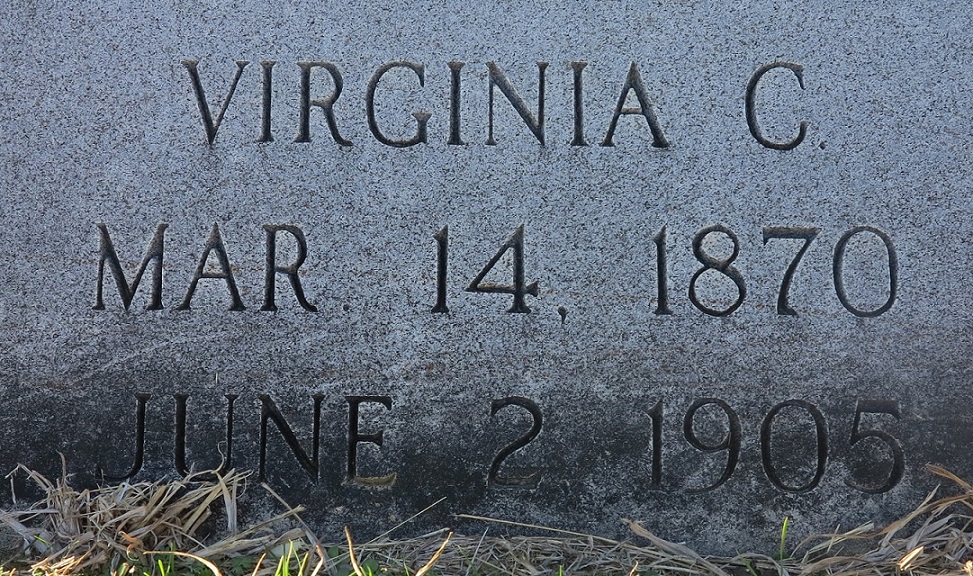 VIRGINIA C.
MAR. 14, 1870
JUNE 2 1905